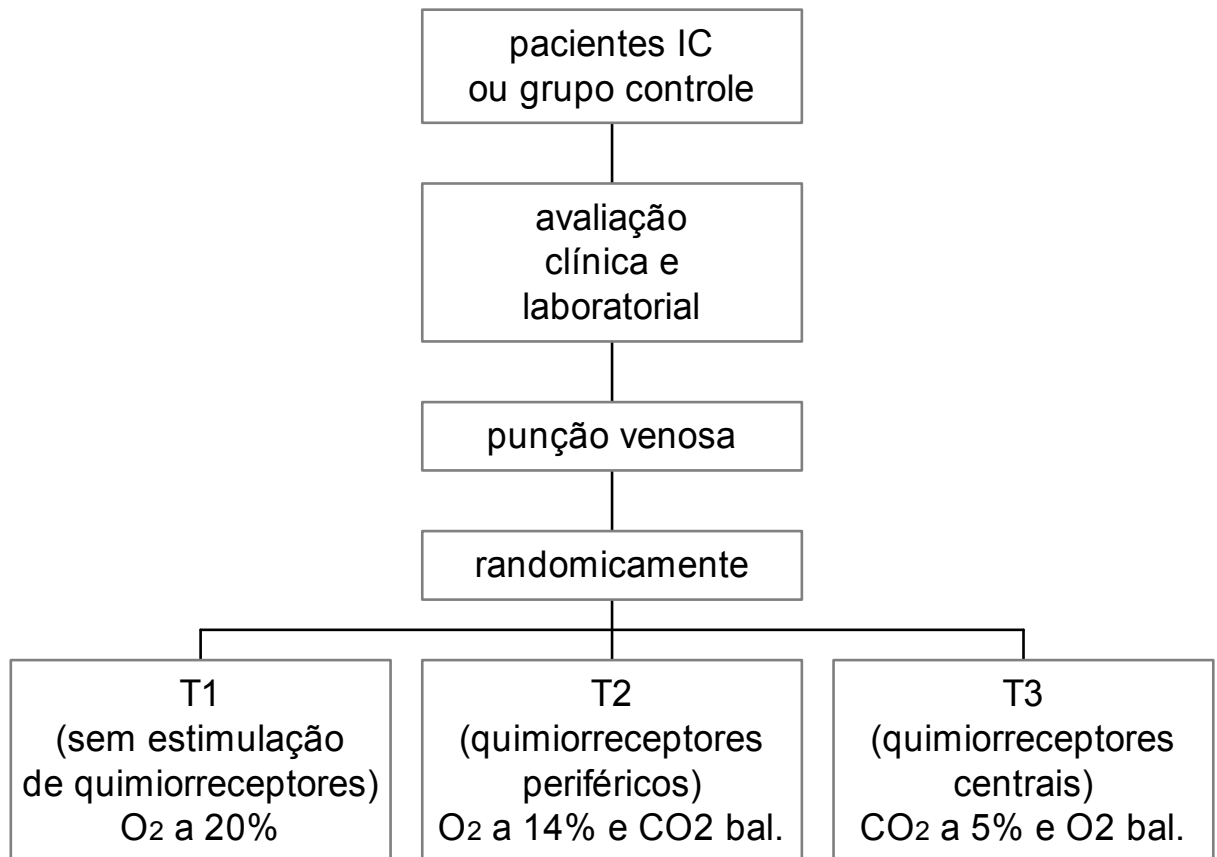 pacientes IC
ou grupo controle
avaliação
clínica e
laboratorial
punção venosa
randomicamente
T1
(sem estimulação
de quimiorreceptores)
O2 a 20%
T2
(quimiorreceptores
periféricos)
O2 a 14% e CO2 bal.
T3
(quimiorreceptores
centrais)
CO2 a 5% e O2 bal.